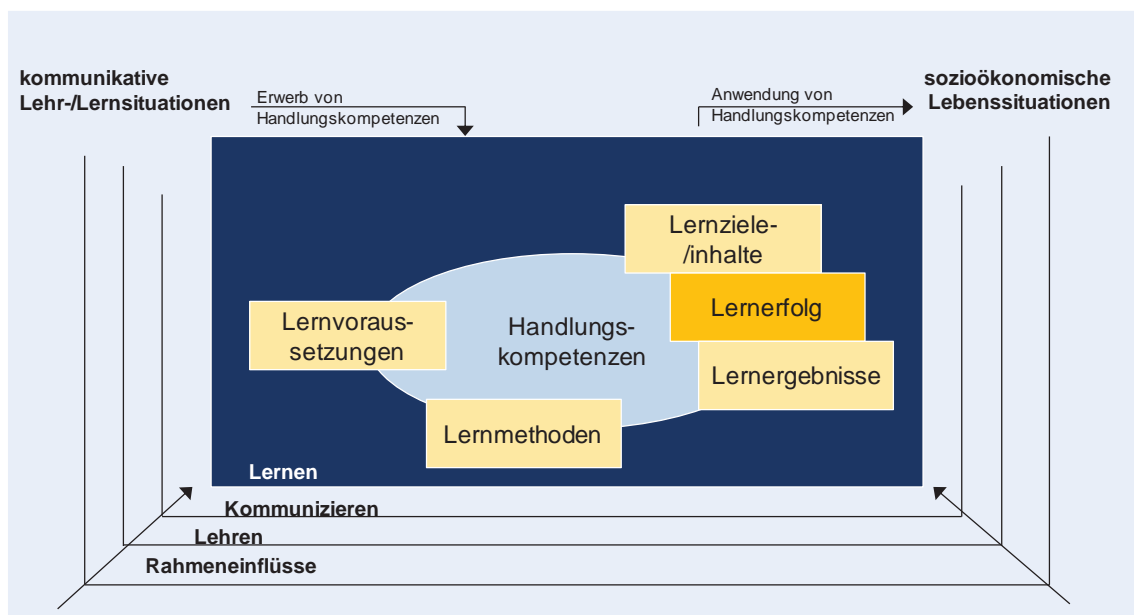 kommunikative
Lehr-/Lernsituationen
Erwerb von
Handlungskompetenzen
Anwendung von
Handlungskompetenzen
sozioökonomische
Lebenssituationen
Lernziele-
/inhalte
Lernerfolg
Lernvoraus-
setzungen
Handlungs-
kompetenzen
Lernergebnisse
Lernmethoden
Lernen
Kommunizieren
Lehren
Rahmeneinflüsse